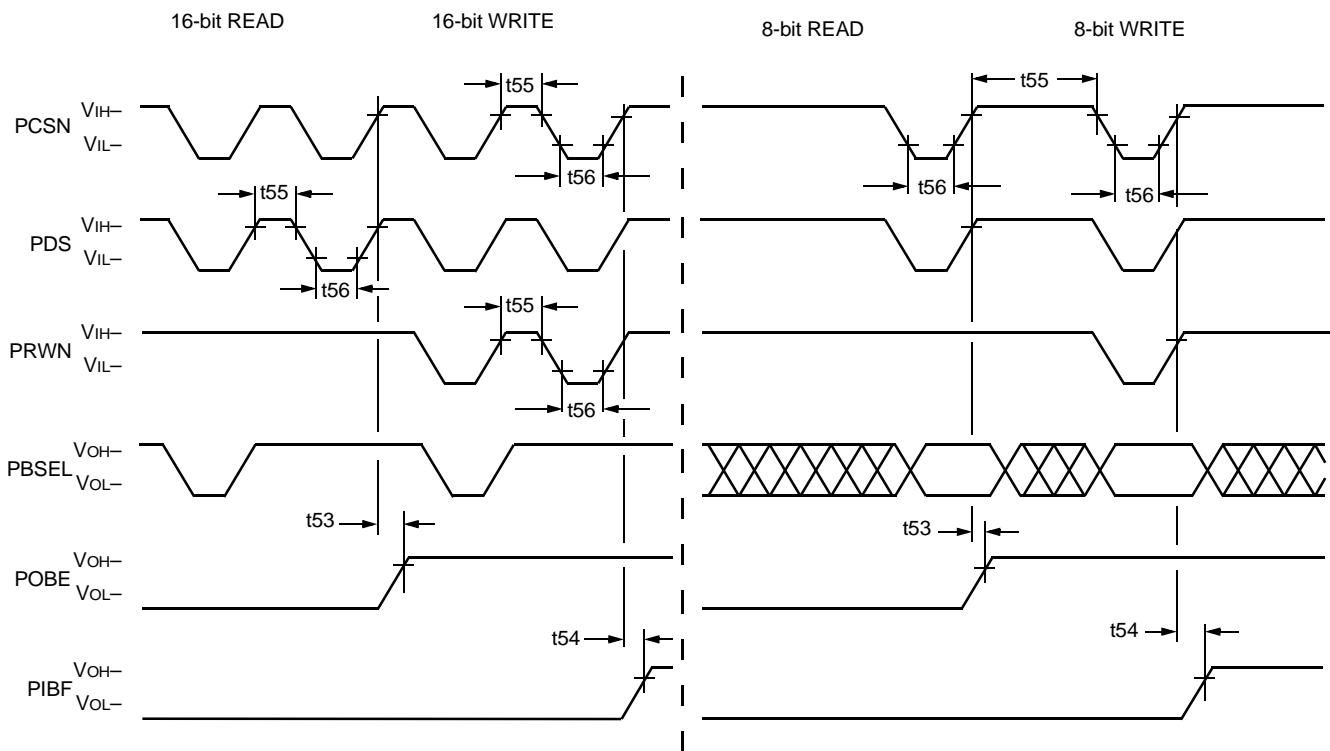 16-bit READ 16-bit WRITE 8-bit READ 8-bit WRITE
t55 t55
PCSN VIH– VIL–
t56 t56 t56
t55
PDS VIH– VIL–
t56 t55
PRWN VIH– VIL–
t56
PBSEL VOH– VOL–
t53 t53
POBE VOH– VOL–
t54 t54
PIBF VOH– VOL–